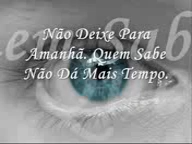 Não Deixe Para
Amanhã. Quem Sabe
Não Dá Mais Tempo.